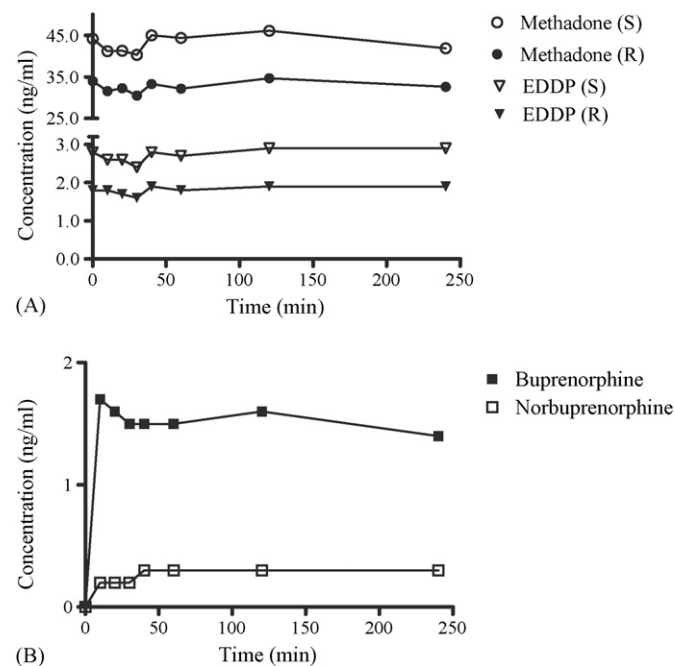 Concentration (ng/ml)
45.0
35.0
25.0
3.0
2.0
1.0
0.0
0 50 100 150 200 250
Time (min)
(A)
Methadone (S)
Methadone (R)
EDDP (S)
EDDP (R)
Concentration (ng/ml)
2
1
0
0 50 100 150 200 250
Time (min)
(B)
Buprenorphine
Norbuprenorphine